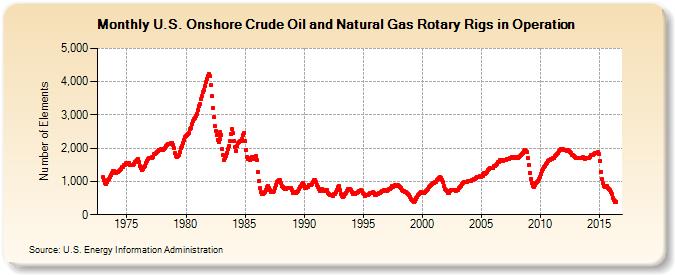 Monthly U.S. Onshore Crude Oil and Natural Gas Rotary Rigs in Operation
Number of Elements
5,000
4,000
3,000
2,000
1,000
0
1975 1980 1985 1990 1995 2000 2005 2010 2015
Source: U.S. Energy Information Administration